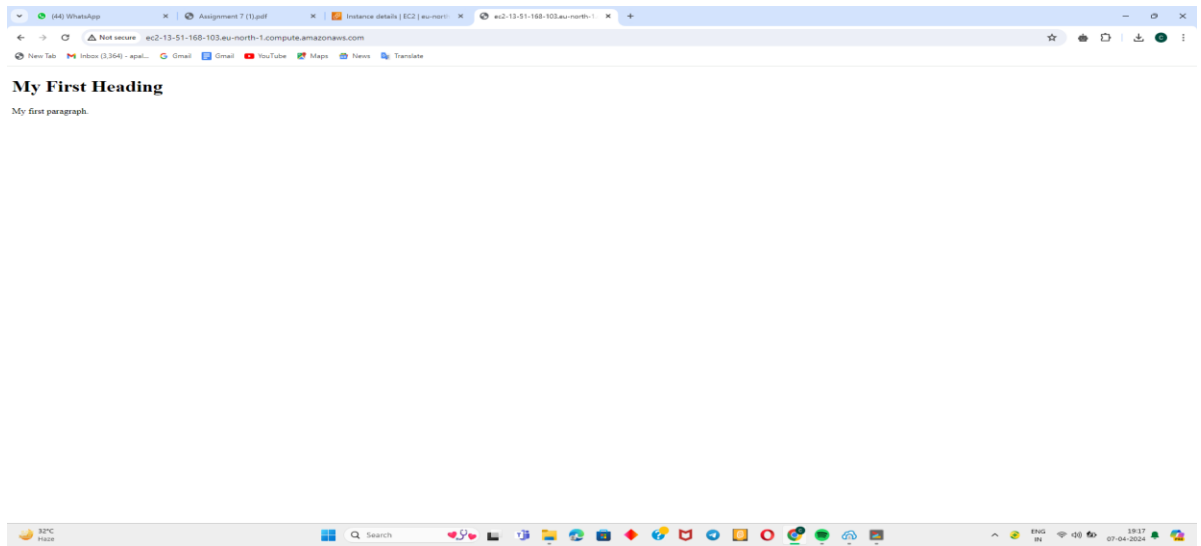 (44) WhatsApp
Assignment 7 (1).pdf
Instance details | EC2 | eu-nort
ec2-13-51-168-103.eu-north-1.
Not secure ec2-13-51-168-103.eu-north-1.compute.amazonaws.com
New Tab Inbox (3,364) - apal... Gmail Gmail YouTube Maps News Translate
My First Heading
My first paragraph.
32°C
Haze
Search
ENG
IN
19:17
07-04-2024